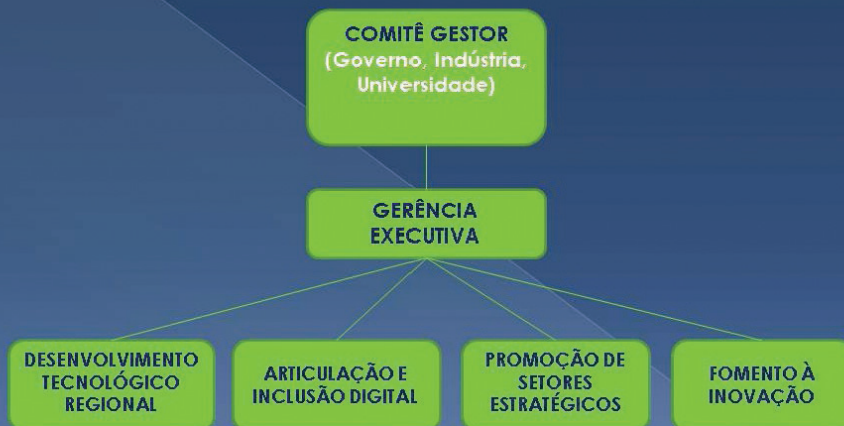 COMITÊ GESTOR
(Governo, Indústria,
Universidade)
GERÊNCIA
EXECUTIVA
DESENVOLVIMENTO
TECNOLÓGICO
REGIONAL
ARTICULAÇÃO E
INCLUSÃO DIGITAL
PROMOÇÃO DE
SETORES
ESTRATÉGICOS
FOMENTO À
INOVAÇÃO